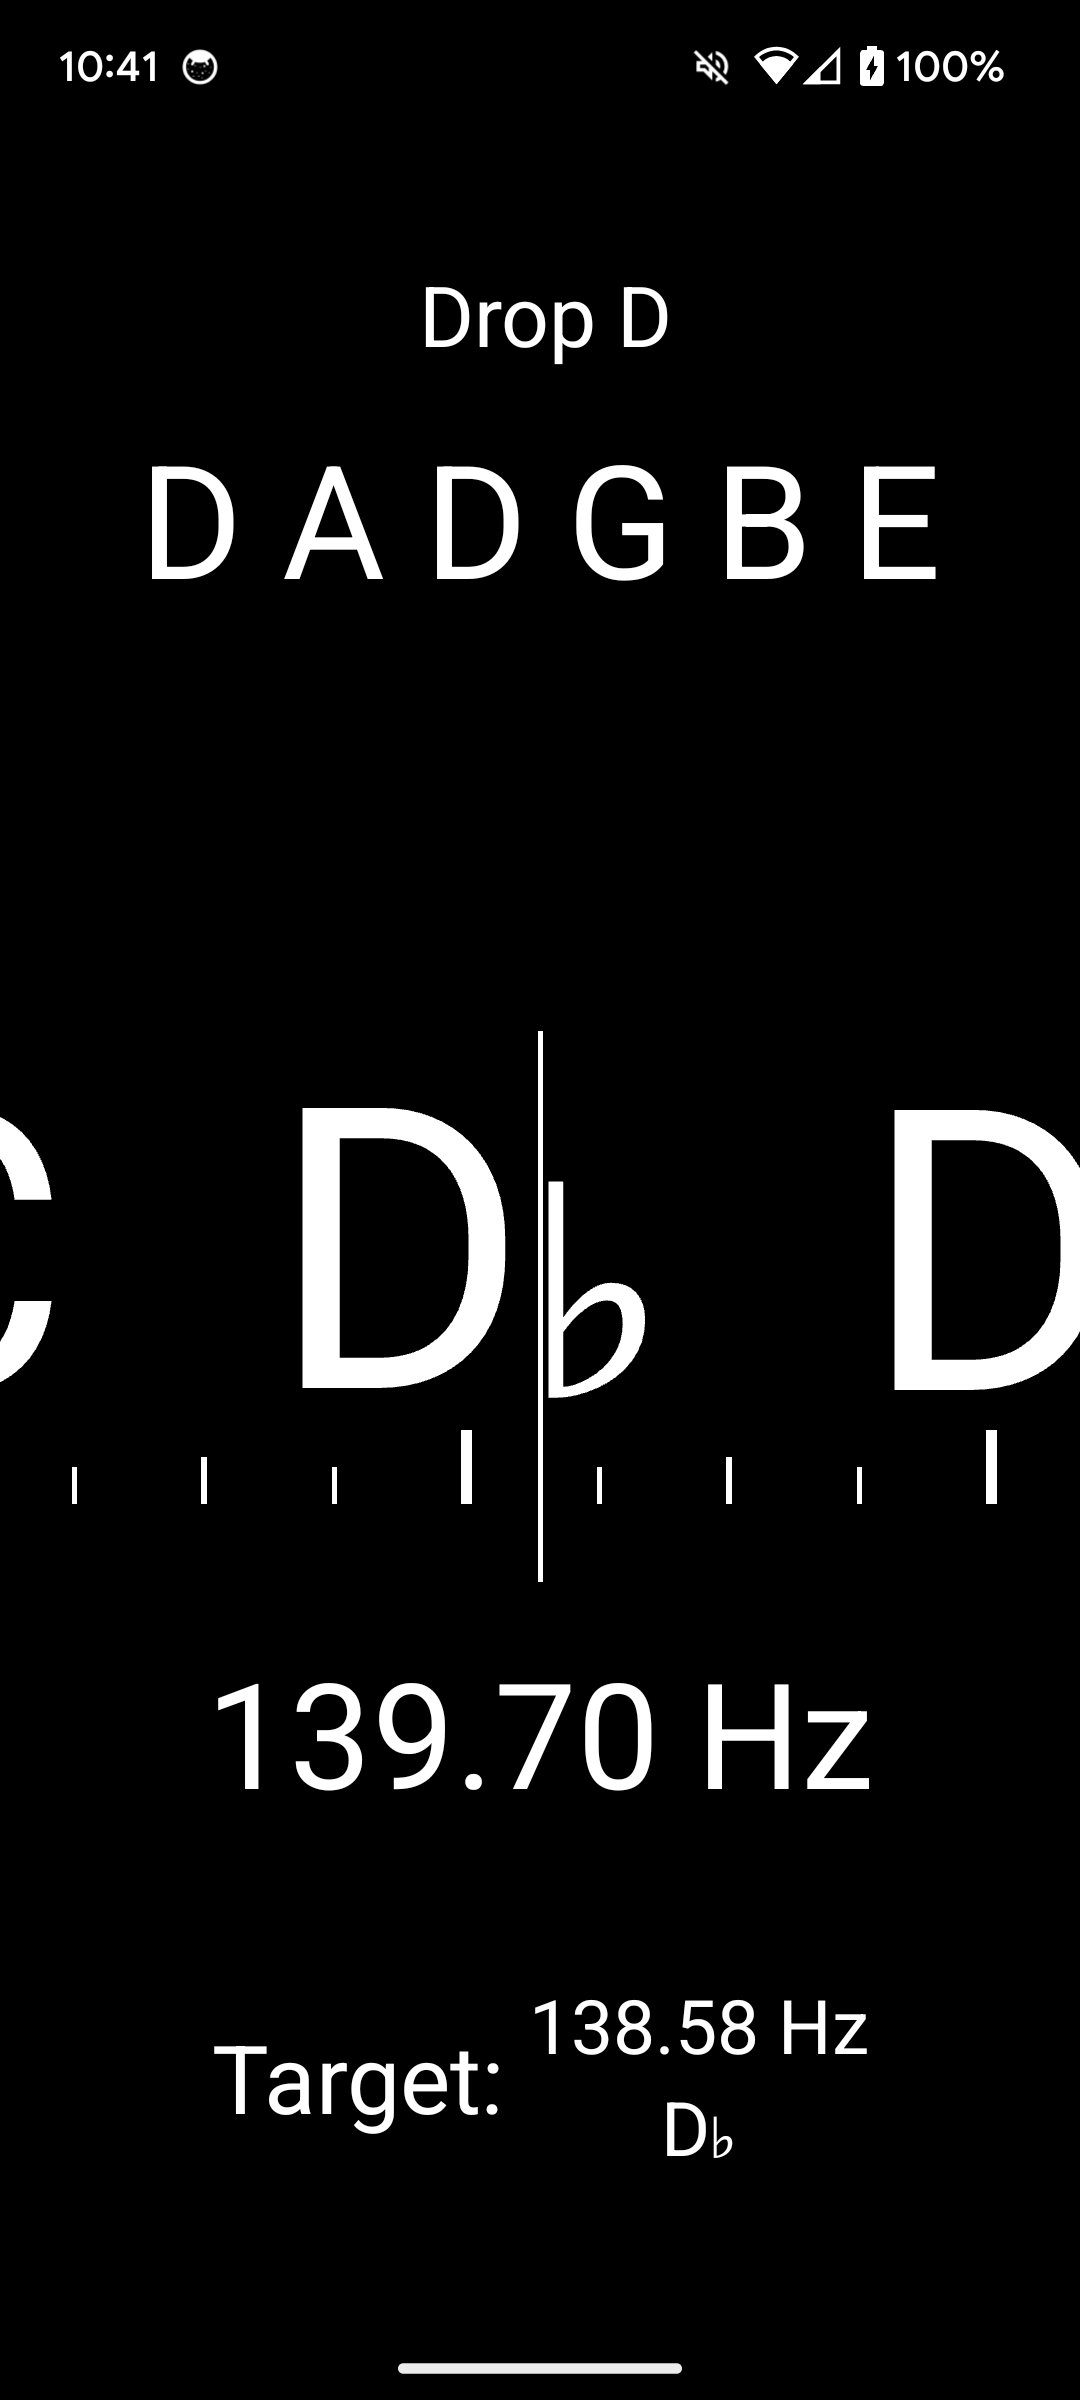 10:41 100%
Drop D
D A D G B E
C D♭ D
139.70 Hz
Target: 138.58 Hz
D♭